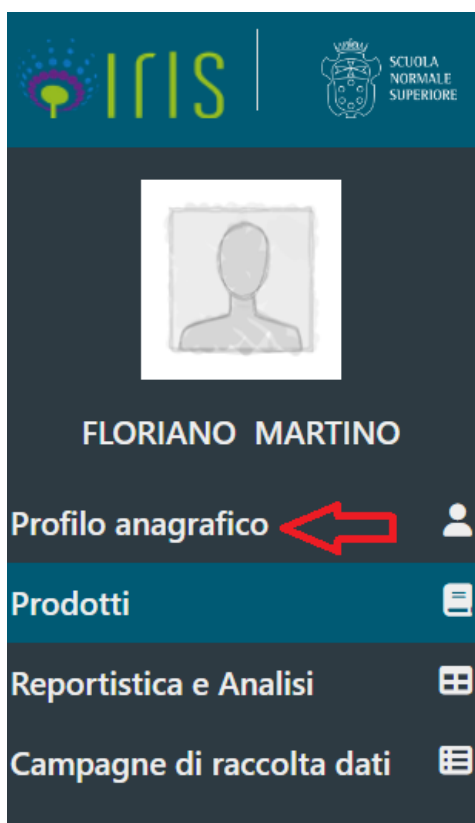 IRIS
SCUOLA
NORMALE
SUPERIORE
FLORIANO MARTINO
Profilo anagrafico
Prodotti
Reportistica e Analisi
Campagne di raccolta dati